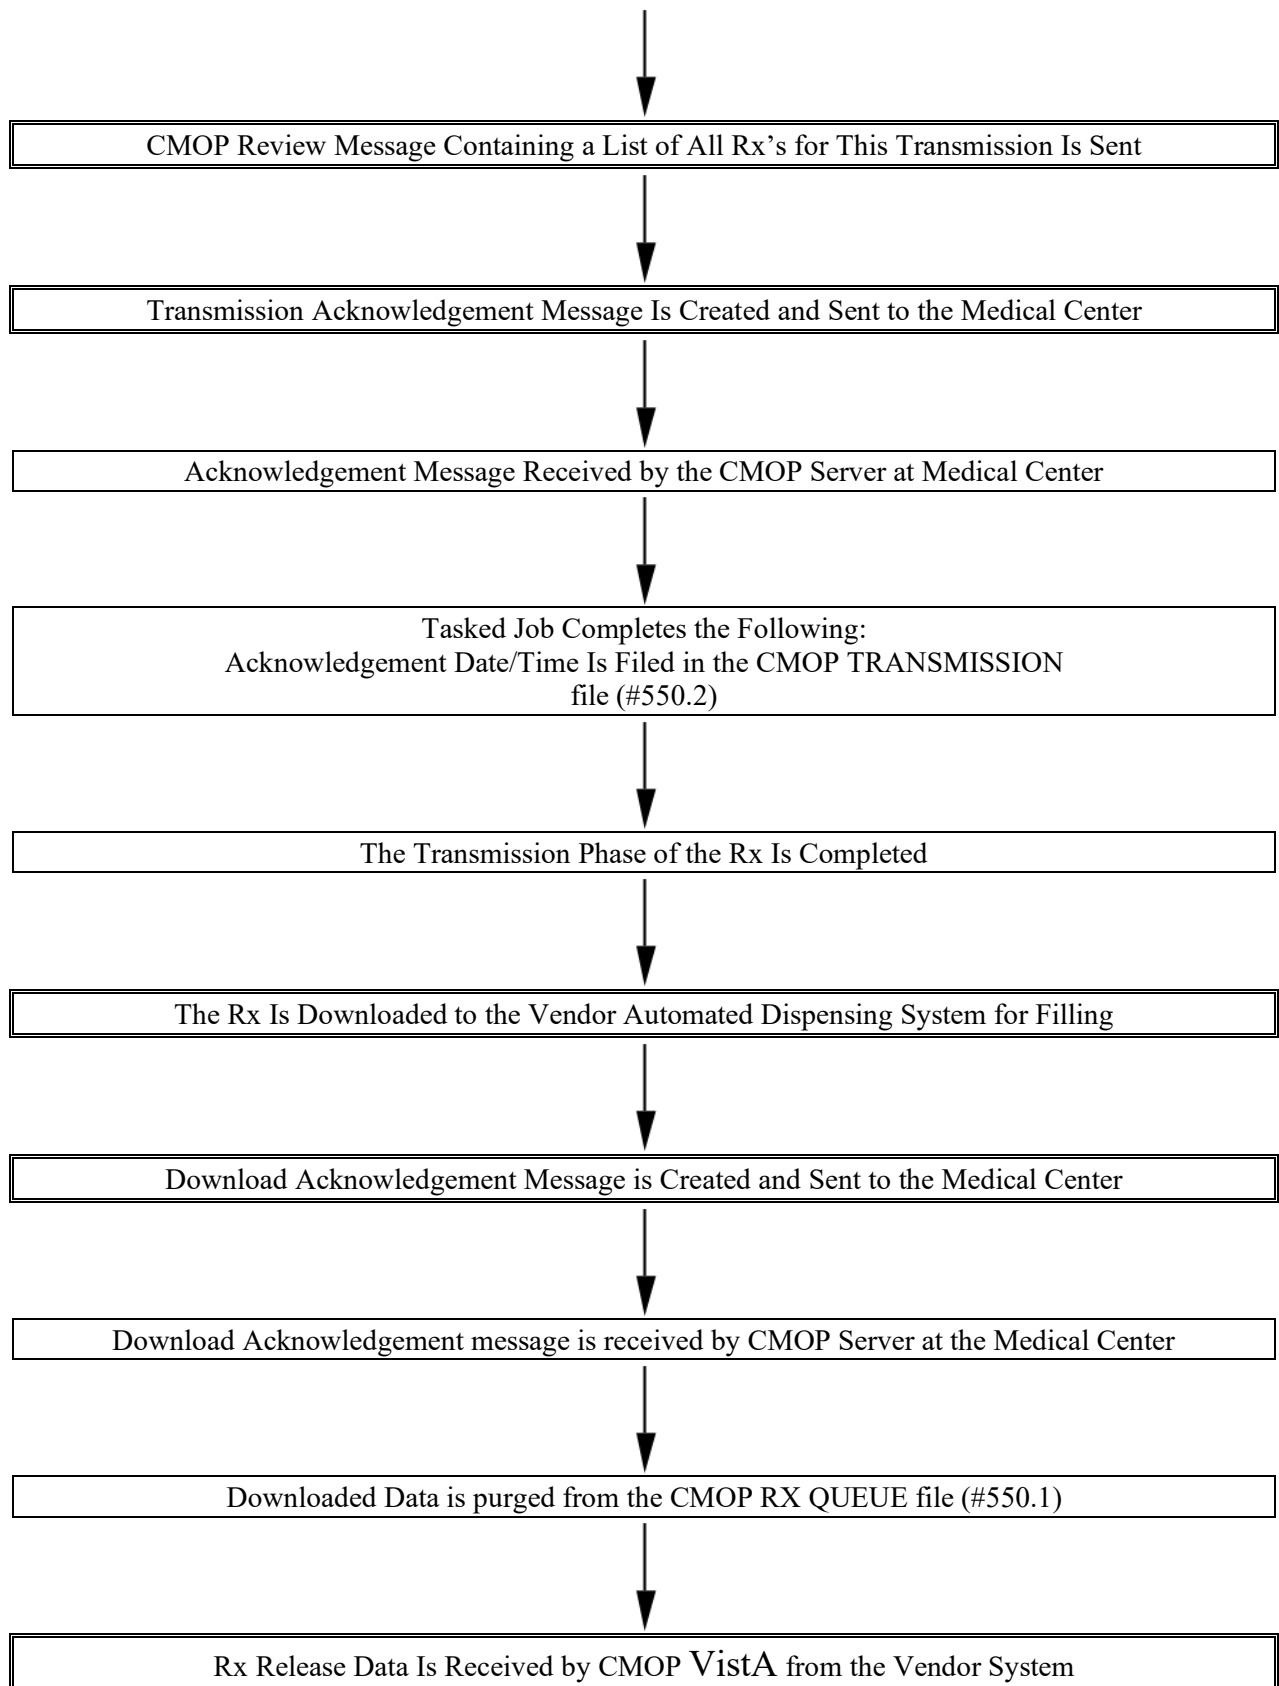 CMOP Review Message Containing a List of All Rx’s for This Transmission Is Sent
Transmission Acknowledgement Message Is Created and Sent to the Medical Center
Acknowledgement Message Received by the CMOP Server at Medical Center
Tasked Job Completes the Following:
Acknowledgement Date/Time Is Filed in the CMOP TRANSMISSION
file (#550.2)
The Transmission Phase of the Rx Is Completed
The Rx Is Downloaded to the Vendor Automated Dispensing System for Filling
Download Acknowledgement Message is Created and Sent to the Medical Center
Download Acknowledgement message is received by CMOP Server at the Medical Center
Downloaded Data is purged from the CMOP RX QUEUE file (#550.1)
Rx Release Data Is Received by CMOP VistA from the Vendor System